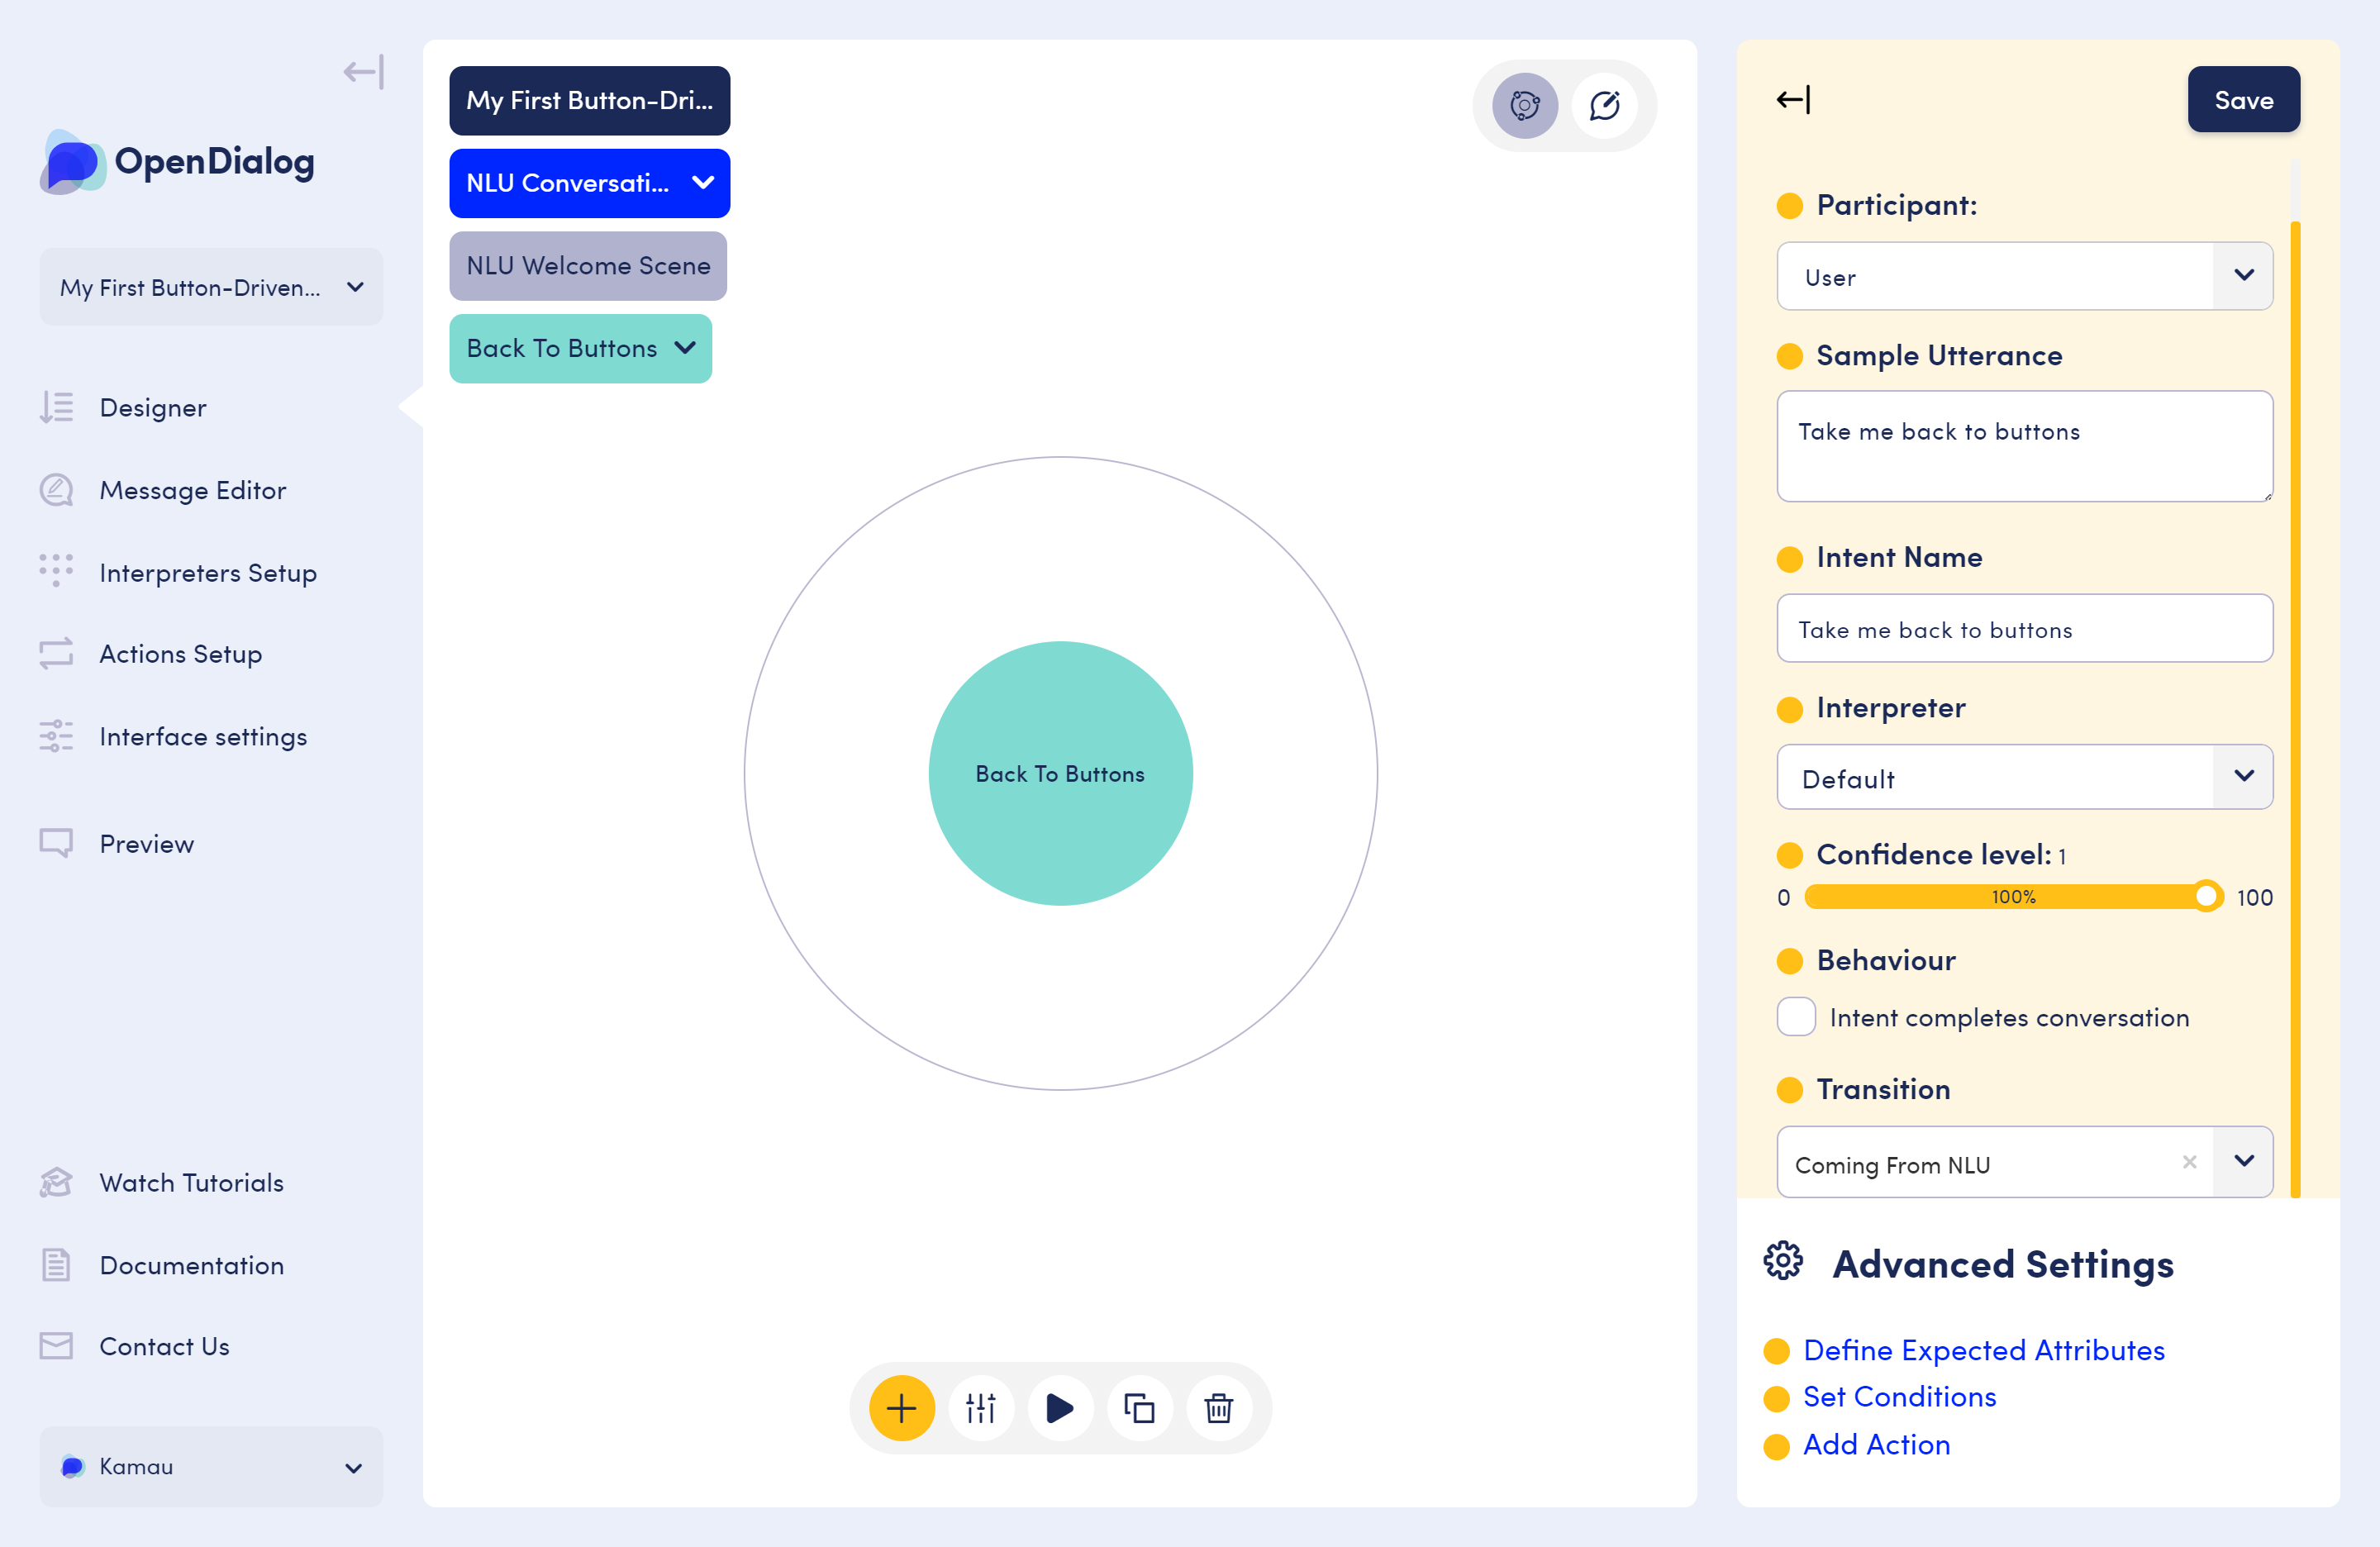 OpenDialog
My First Button-Driven...
Designer
Message Editor
Interpreters Setup
Actions Setup
Interface settings
Preview
Watch Tutorials
Documentation
Contact Us
Kamau
My First Button-Dri...
NLU Conversati...
NLU Welcome Scene
Back To Buttons
Back To Buttons
Save
Participant:
User
Sample Utterance
Take me back to buttons
Intent Name
Take me back to buttons
Interpreter
Default
Confidence level: 1
0 100% 100
Behaviour
Intent completes conversation
Transition
Coming From NLU
Advanced Settings
Define Expected Attributes
Set Conditions
Add Action